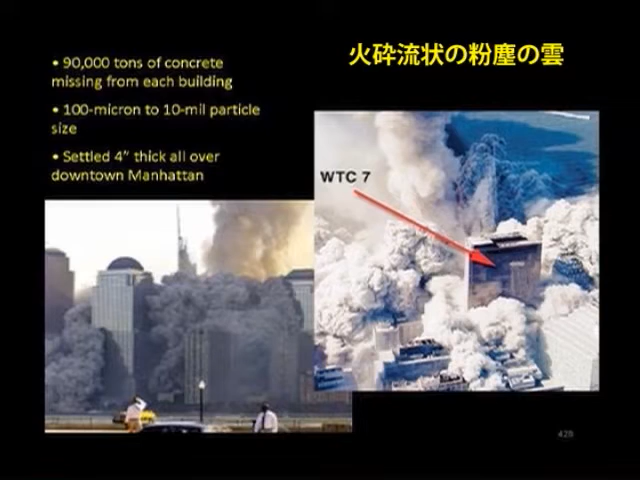 火砕流状の粉塵の雲
• 90,000 tons of concrete
missing from each building
• 100-micron to 10-mil particle
size
• Settled 4” thick all over
downtown Manhattan
WTC 7
428